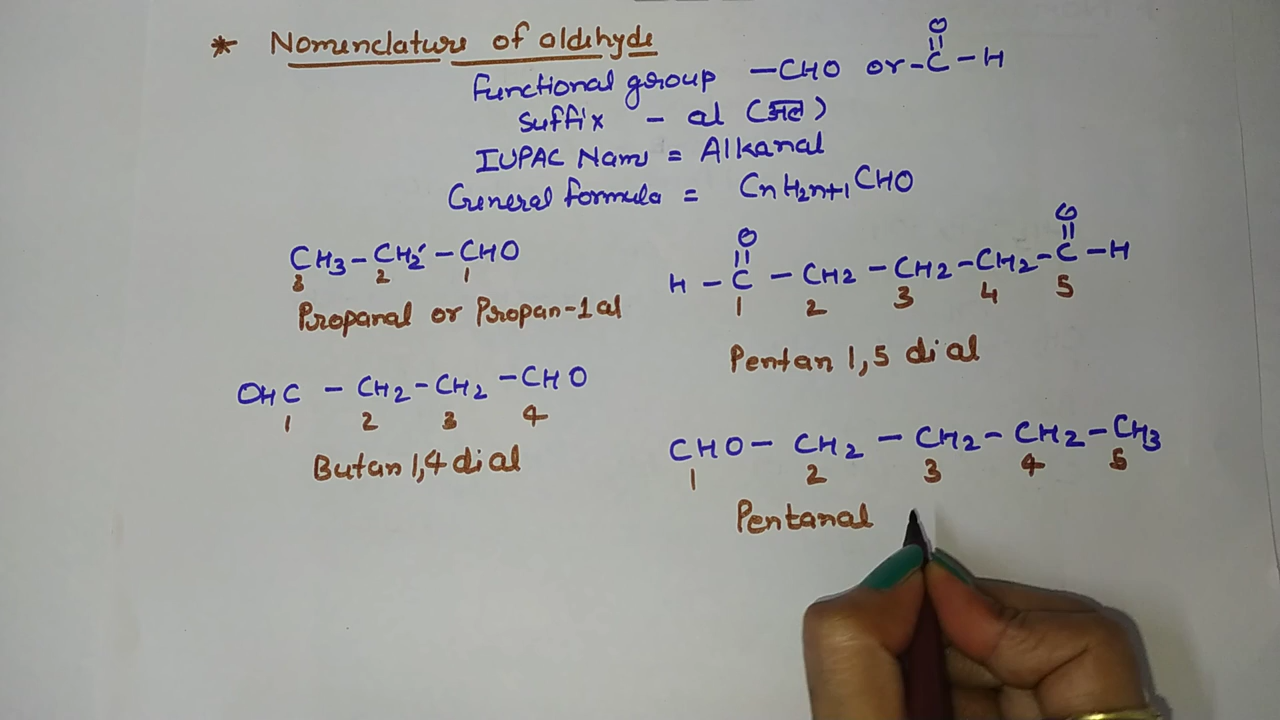 * Nomenclature of aldehyde
O
Functional group -CHO or -C-H
Suffix - al (अल)
IUPAC Name = Alkanal
General formula = CnH2n+1CHO
CH3-CH2-CHO
3 2 1
Propanal or Propan-1al
O O
H - C - CH2 - CH2 - CH2 - C - H
1 2 3 4 5
Pentan 1,5 dial
OHC - CH2 - CH2 - CHO
1 2 3 4
Butan 1,4 dial
CHO - CH2 - CH2 - CH2 - CH3
1 2 3 4 5
Pentanal